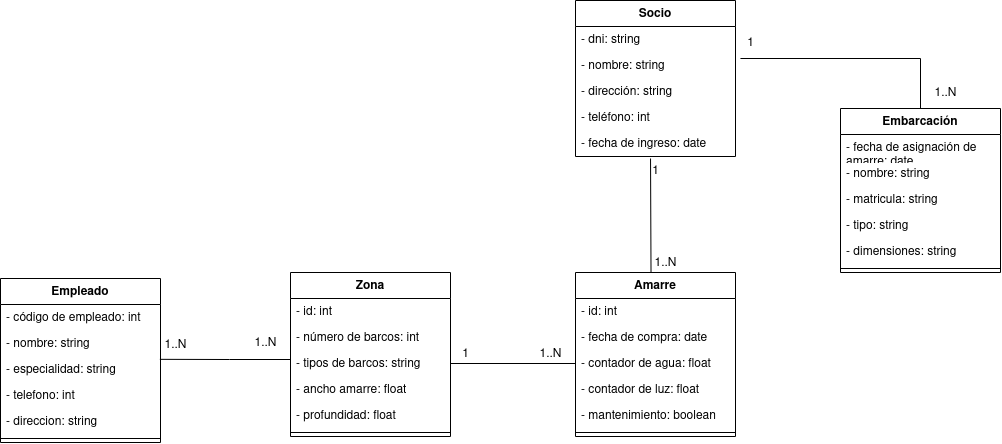 Socio
- dni: string
- nombre: string
- dirección: string
- teléfono: int
- fecha de ingreso: date
1
1..N
Embarcación
- fecha de asignación de
amarre: date
- nombre: string
- matricula: string
- tipo: string
- dimensiones: string
1
1..N
Empleado
- código de empleado: int
- nombre: string
- especialidad: string
- telefono: int
- direccion: string
1..N
1..N
Zona
- id: int
- número de barcos: int
- tipos de barcos: string
- ancho amarre: float
- profundidad: float
1
1..N
Amarre
- id: int
- fecha de compra: date
- contador de agua: float
- contador de luz: float
- mantenimiento: boolean